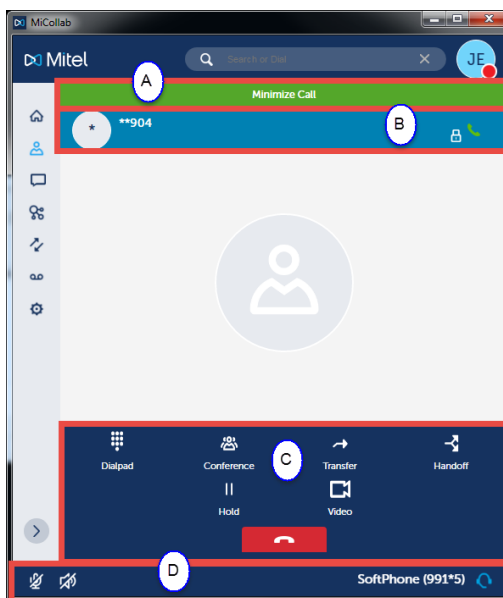 MiCollab
Mitel
Search or Dial
JE
A
Minimize Call
B
*
**904
C
Dialpad
Conference
Transfer
Handoff
Hold
Video
D
SoftPhone (991*5)